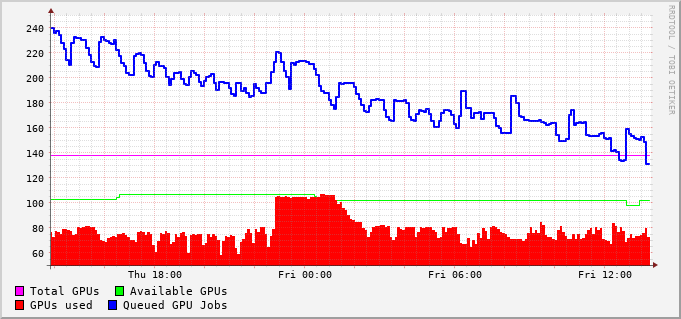 240
220
200
180
160
140
120
100
80
60
Thu 18:00 Fri 00:00 Fri 06:00 Fri 12:00
Total GPUs Available GPUs
GPUs used Queued GPU Jobs
RRDTOOL / TOBI OETIKER